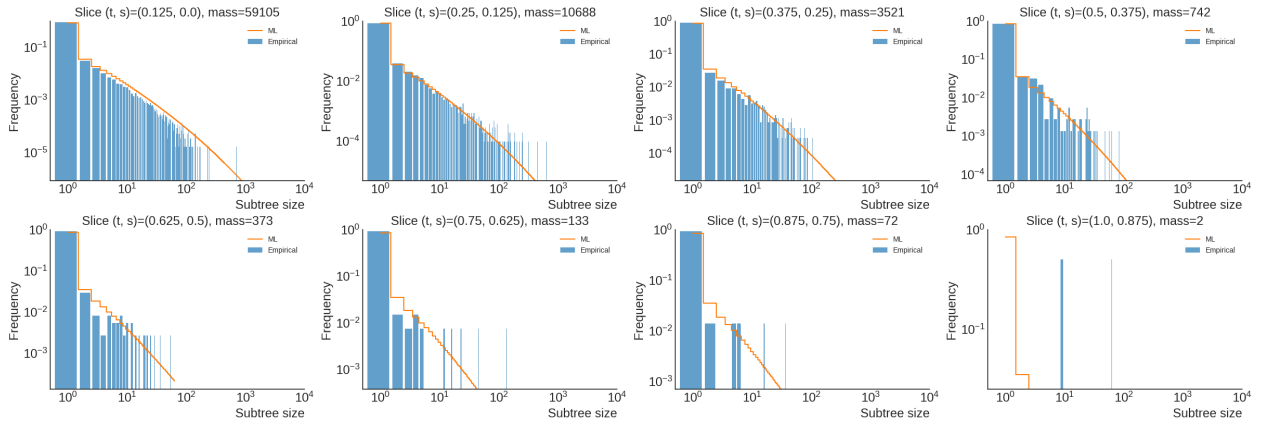 Slice (t, s)=(0.125, 0.0), mass=59105
10^0
10^-1
10^-3
10^-5
Frequency
ML
Empirical
10^0 10^1 10^2 10^3 10^4
Subtree size
Slice (t, s)=(0.25, 0.125), mass=10688
10^0
10^-2
10^-4
Frequency
ML
Empirical
10^0 10^1 10^2 10^3 10^4
Subtree size
Slice (t, s)=(0.375, 0.25), mass=3521
10^0
10^-1
10^-2
10^-3
10^-4
Frequency
ML
Empirical
10^0 10^1 10^2 10^3 10^4
Subtree size
Slice (t, s)=(0.5, 0.375), mass=742
10^0
10^-1
10^-2
10^-3
10^-4
Frequency
ML
Empirical
10^0 10^1 10^2 10^3 10^4
Subtree size
Slice (t, s)=(0.625, 0.5), mass=373
10^0
10^-1
10^-2
10^-3
Frequency
ML
Empirical
10^0 10^1 10^2 10^3 10^4
Subtree size
Slice (t, s)=(0.75, 0.625), mass=133
10^0
10^-1
10^-2
10^-3
Frequency
ML
Empirical
10^0 10^1 10^2 10^3 10^4
Subtree size
Slice (t, s)=(0.875, 0.75), mass=72
10^0
10^-1
10^-2
10^-3
Frequency
ML
Empirical
10^0 10^1 10^2 10^3 10^4
Subtree size
Slice (t, s)=(1.0, 0.875), mass=2
10^0
10^-1
Frequency
ML
Empirical
10^0 10^1 10^2 10^3 10^4
Subtree size